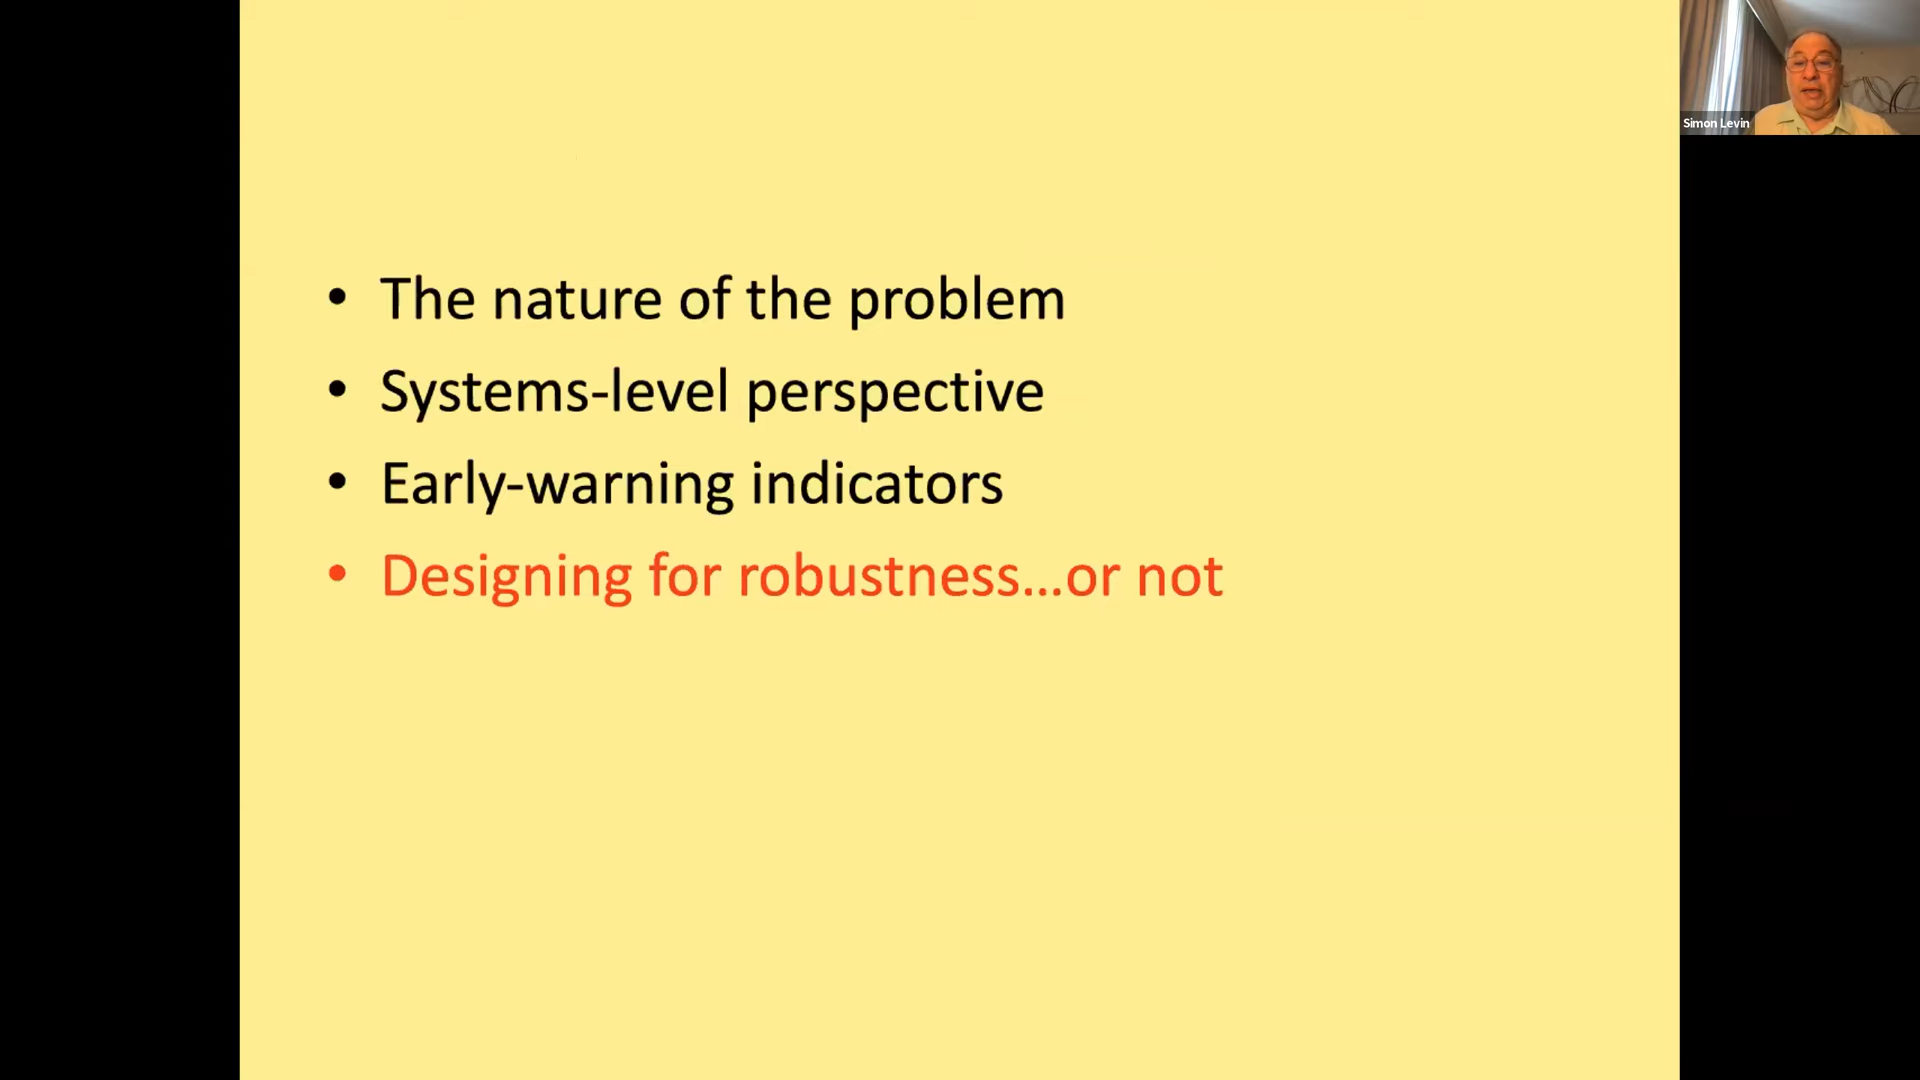 • The nature of the problem
• Systems-level perspective
• Early-warning indicators
• Designing for robustness...or not
Simon Levin